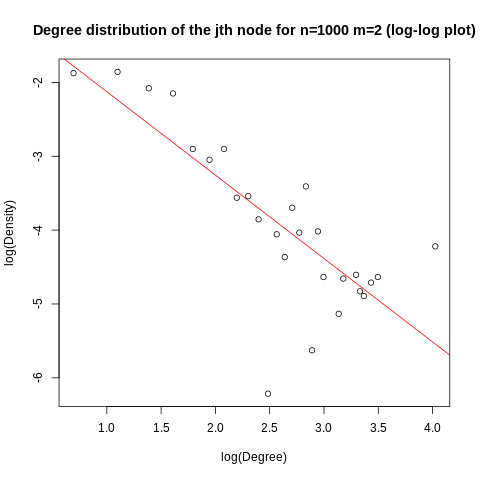 Degree distribution of the jth node for n=1000 m=2 (log-log plot)
log(Density)
-2
-3
-4
-5
-6
1.0 1.5 2.0 2.5 3.0 3.5 4.0
log(Degree)